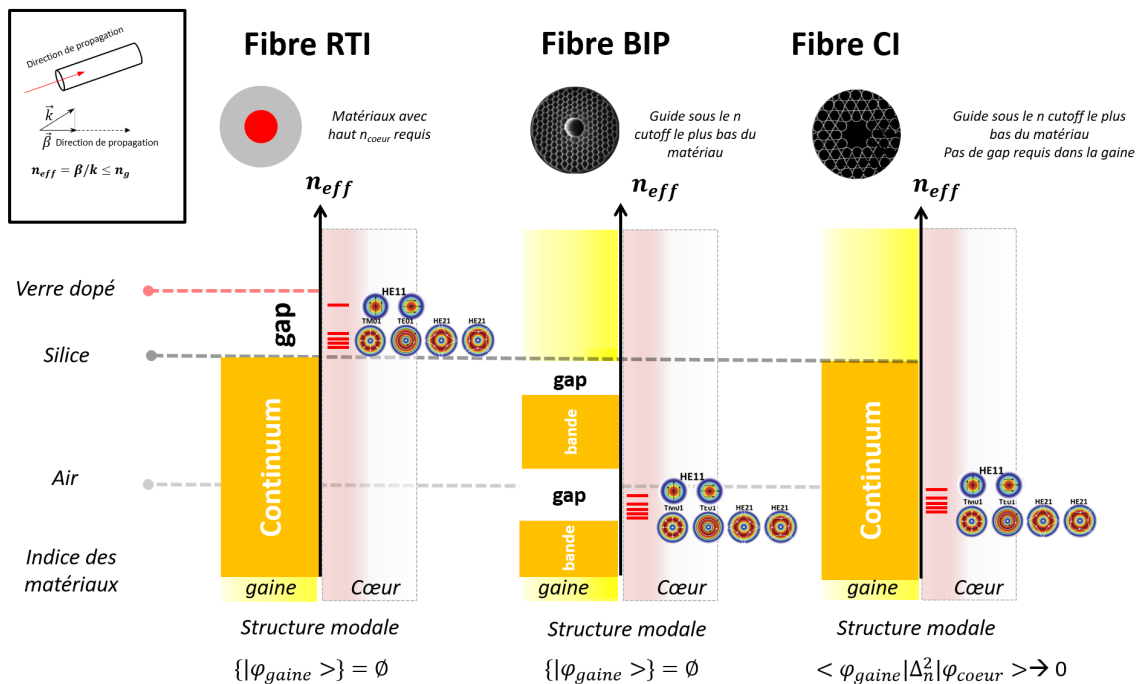 Direction de propagation
k⃗
β⃗ Direction de propagation
n_eff = β/k ≤ n_g
Fibre RTI
Matériaux avec
haut n_coeur requis
Fibre BIP
Guide sous le n
cutoff le plus bas du
matériau
Fibre CI
Guide sous le n cutoff le plus
bas du matériau
Pas de gap requis dans la gaine
n_eff
n_eff
n_eff
Verre dopé
Silice
Air
Indice des
matériaux
gap
Continuum
HE11
TM01 TE01 HE21 HE21
gaine
Cœur
gap
bande
gap
bande
HE11
TM01 TE01 HE21 HE21
gaine
Cœur
Continuum
HE11
TM01 TE01 HE21 HE21
gaine
Cœur
Structure modale
Structure modale
Structure modale
{|φ_gaine >} = ∅
{|φ_gaine >} = ∅
< φ_gaine|Δ_n^2|φ_coeur >→ 0